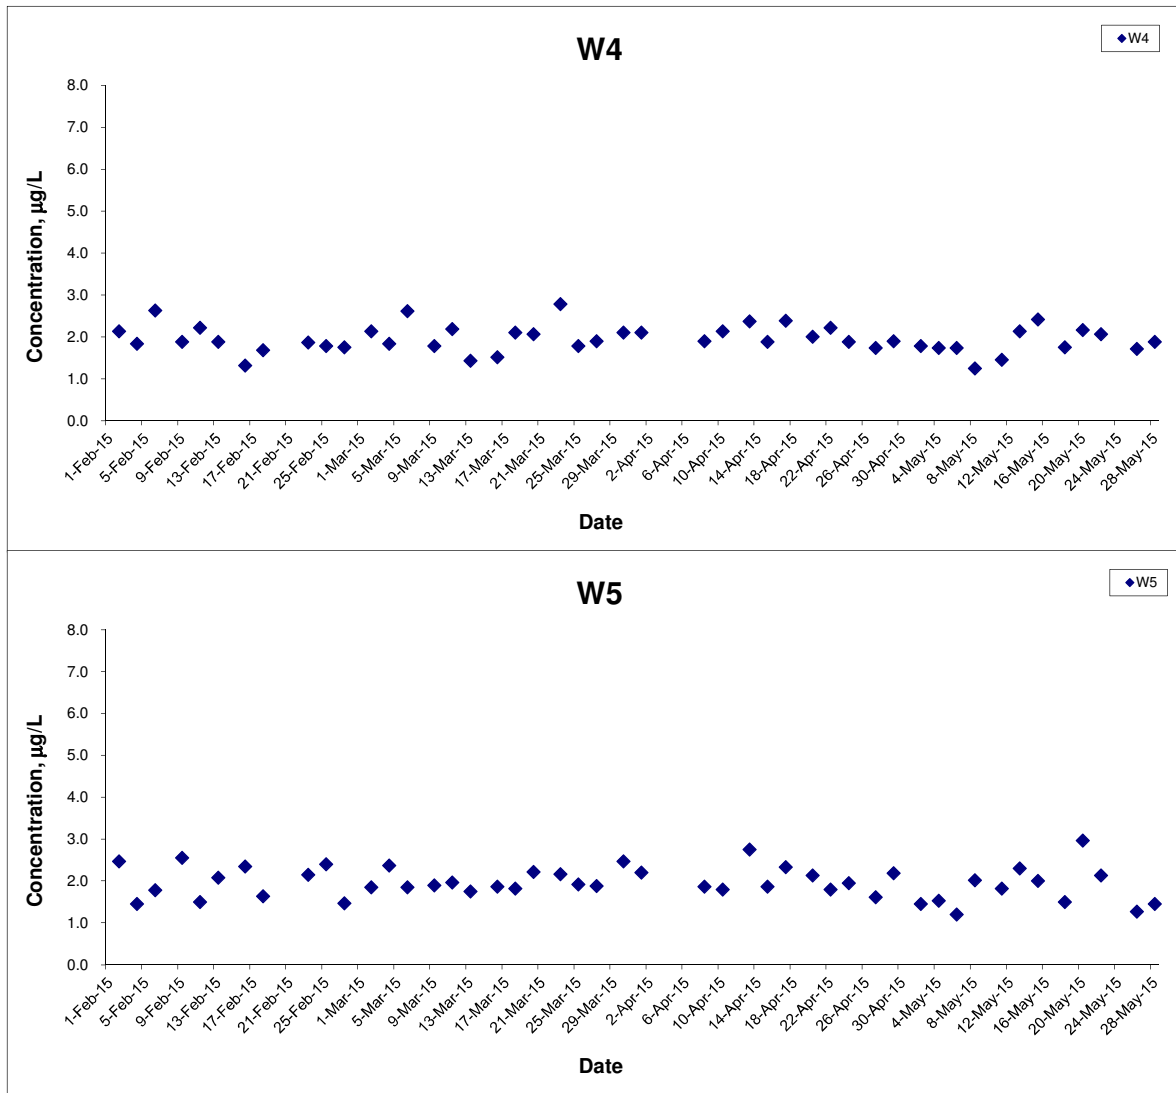 W4
W4
8.0
7.0
6.0
5.0
4.0
3.0
2.0
1.0
0.0
Concentration, µg/L
1-Feb-15
5-Feb-15
9-Feb-15
13-Feb-15
17-Feb-15
21-Feb-15
25-Feb-15
1-Mar-15
5-Mar-15
9-Mar-15
13-Mar-15
17-Mar-15
21-Mar-15
25-Mar-15
29-Mar-15
2-Apr-15
6-Apr-15
10-Apr-15
14-Apr-15
18-Apr-15
22-Apr-15
26-Apr-15
30-Apr-15
4-May-15
8-May-15
12-May-15
16-May-15
20-May-15
24-May-15
28-May-15
Date
W5
W5
8.0
7.0
6.0
5.0
4.0
3.0
2.0
1.0
0.0
Concentration, µg/L
1-Feb-15
5-Feb-15
9-Feb-15
13-Feb-15
17-Feb-15
21-Feb-15
25-Feb-15
1-Mar-15
5-Mar-15
9-Mar-15
13-Mar-15
17-Mar-15
21-Mar-15
25-Mar-15
29-Mar-15
2-Apr-15
6-Apr-15
10-Apr-15
14-Apr-15
18-Apr-15
22-Apr-15
26-Apr-15
30-Apr-15
4-May-15
8-May-15
12-May-15
16-May-15
20-May-15
24-May-15
28-May-15
Date